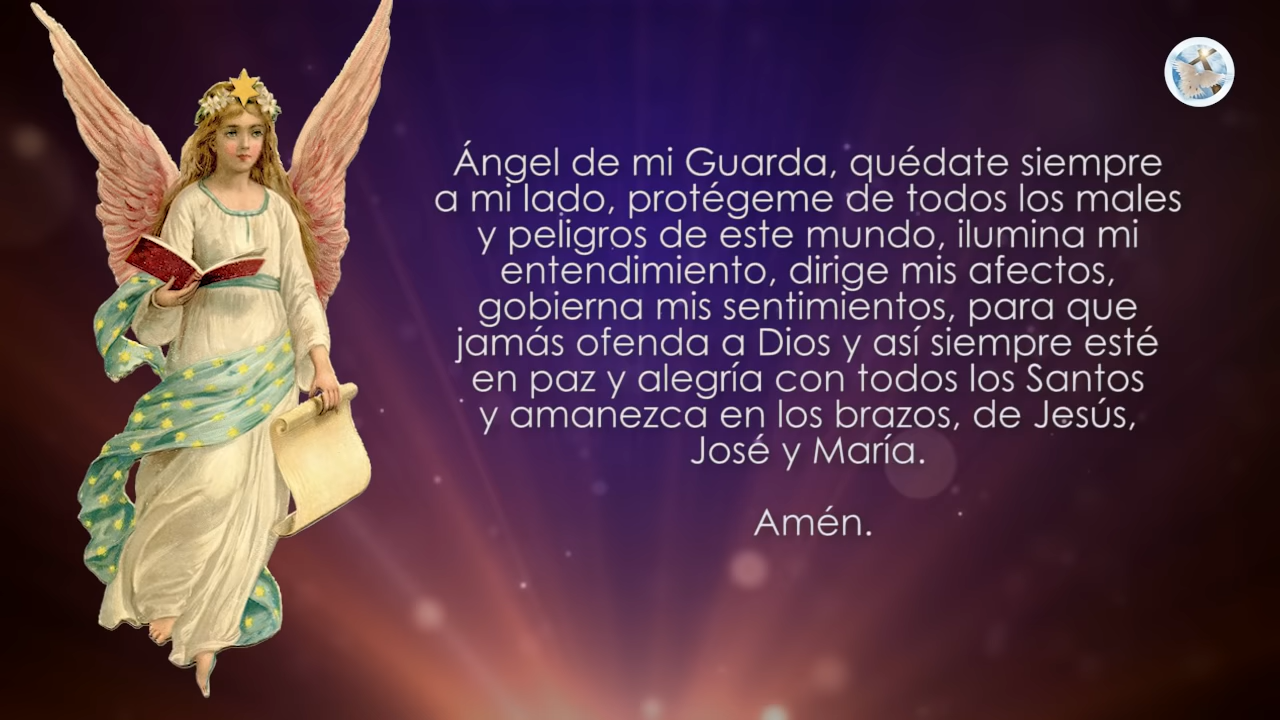 Ángel de mi Guarda, quédate siempre
a mi lado, protégeme de todos los males
y peligros de este mundo, ilumina mi
entendimiento, dirige mis afectos,
gobierna mis sentimientos, para que
jamás ofenda a Dios y así siempre esté
en paz y alegría con todos los Santos
y amanezca en los brazos, de Jesús,
José y María.
Amén.